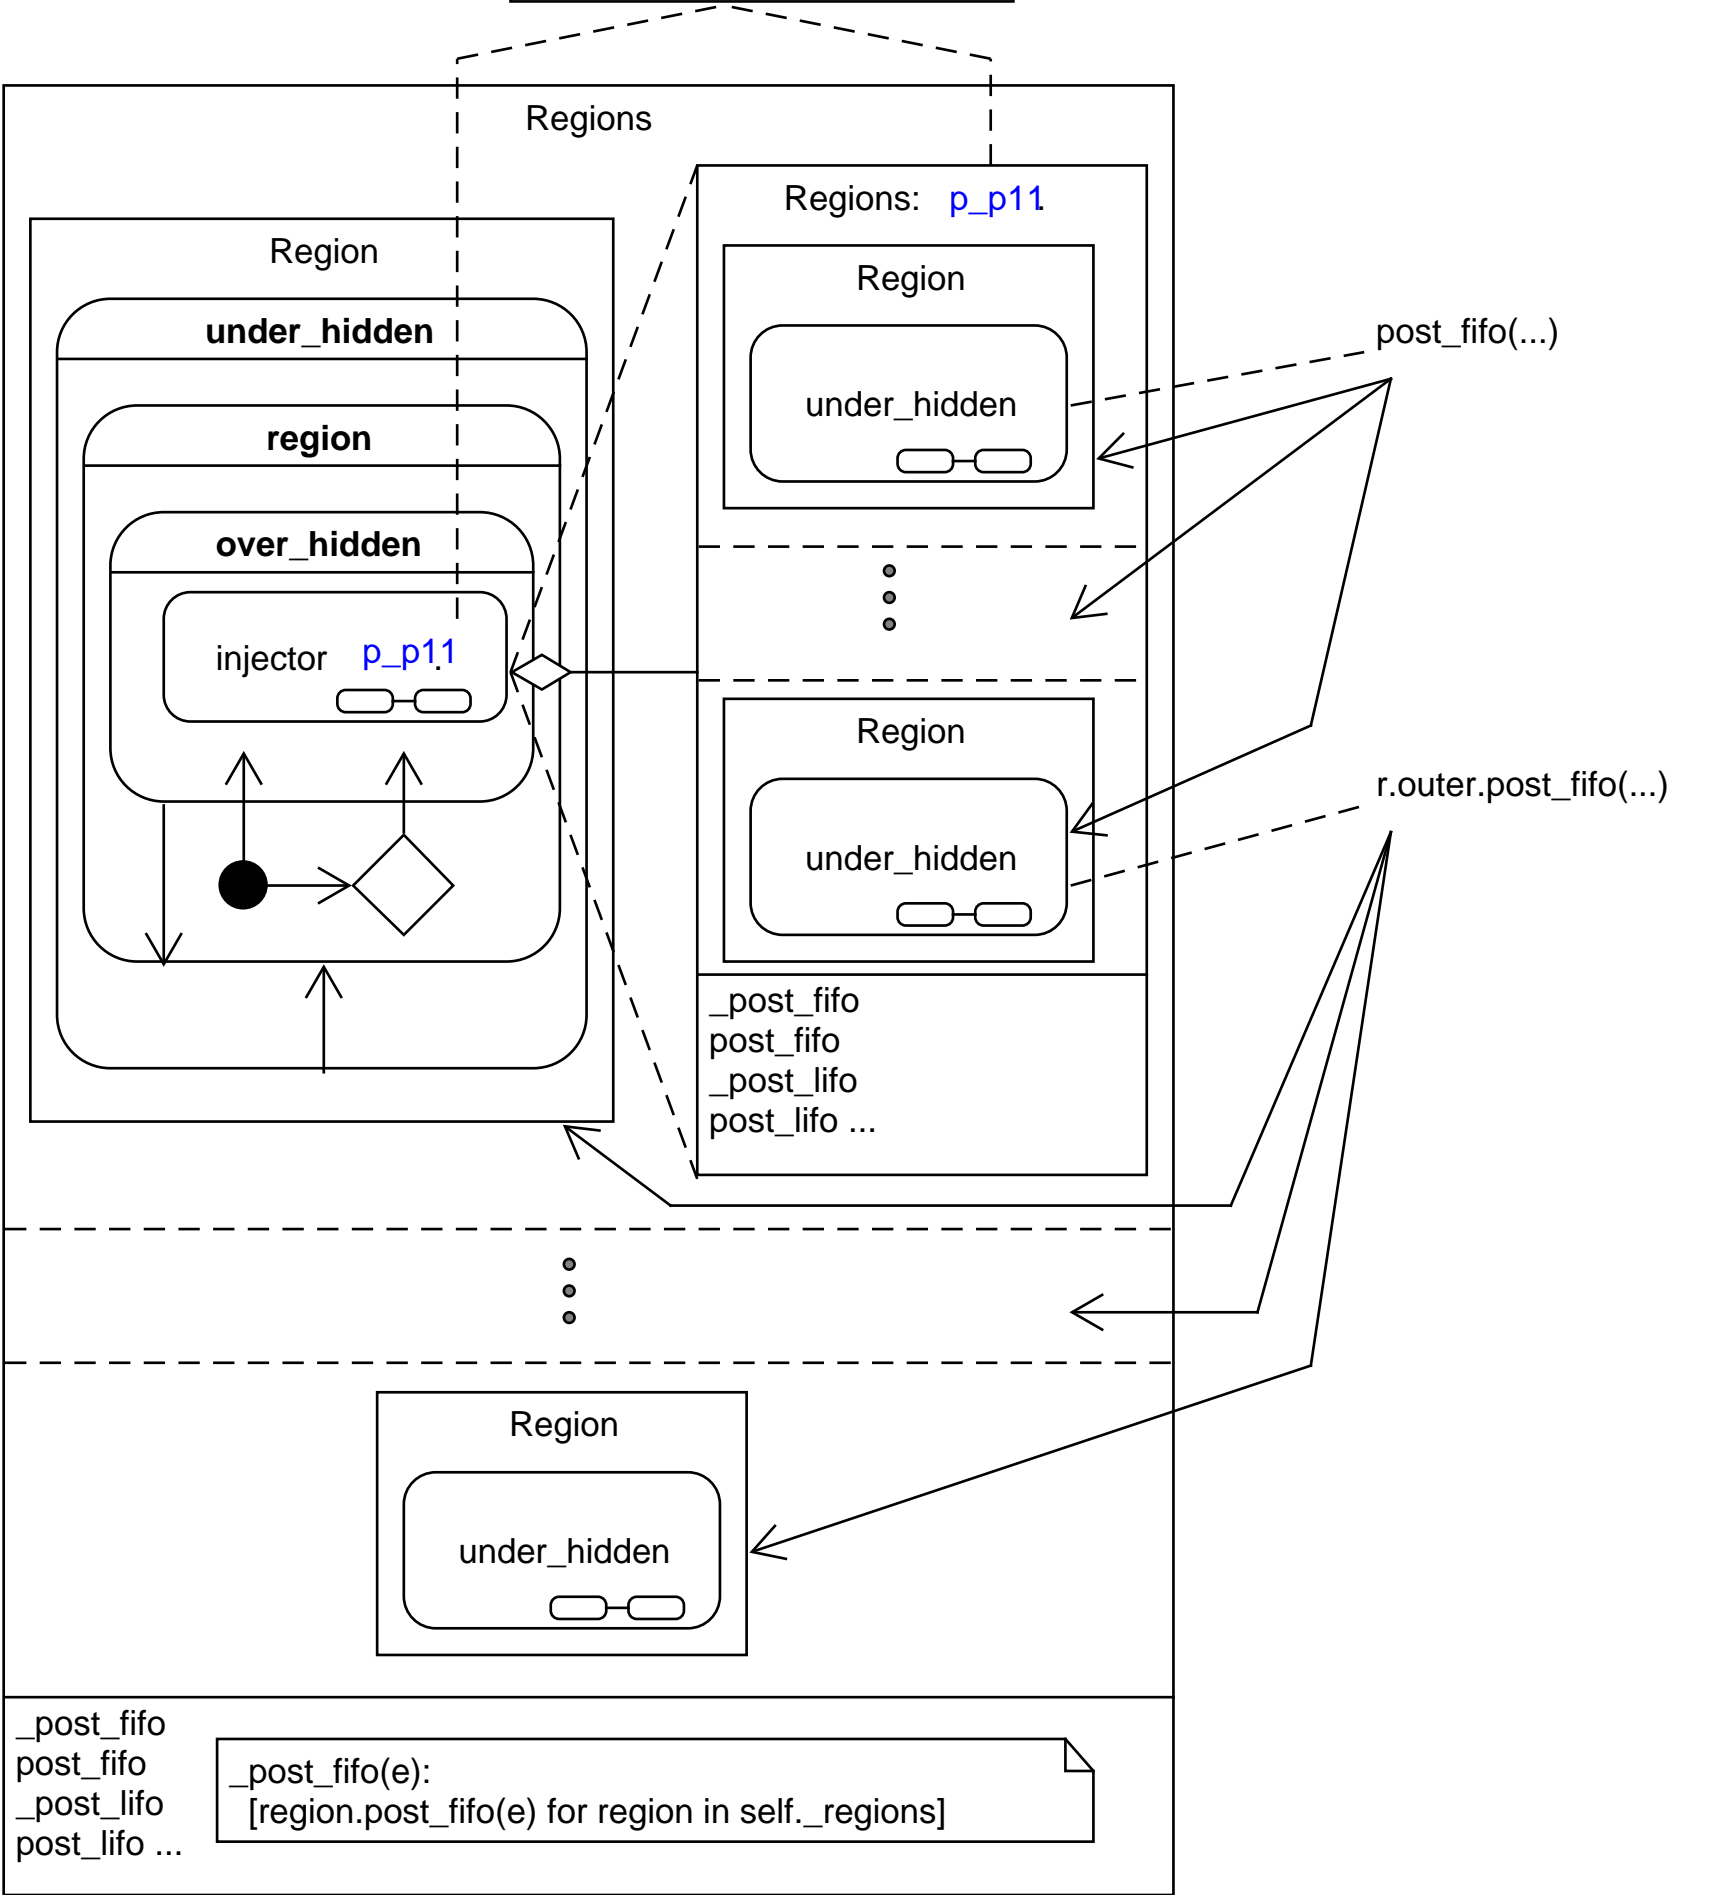 Regions
Regions: p_p11.
Region
Region
under_hidden
post_fifo(...)
under_hidden
region
over_hidden
injector p_p11.
Region
r.outer.post_fifo(...)
under_hidden
_post_fifo
post_fifo
_post_lifo
post_lifo ...
Region
under_hidden
_post_fifo
post_fifo
_post_lifo
post_lifo ...
_post_fifo(e):
[region.post_fifo(e) for region in self._regions]